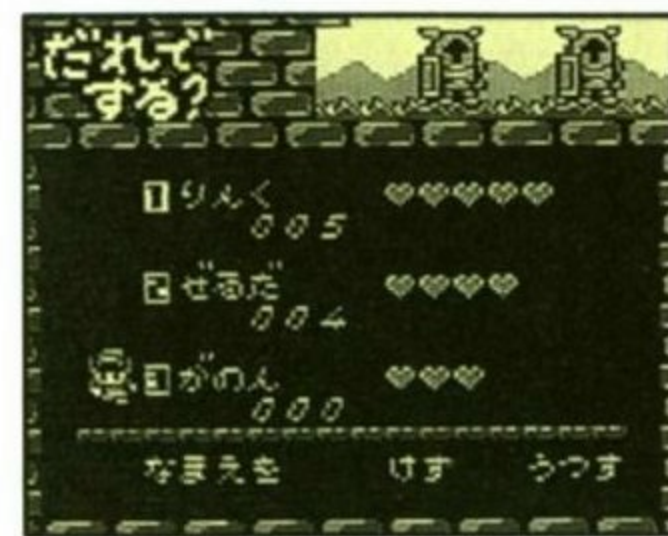 だれで
する?
1 りんく
005
2 ぜるだ
004
3 がのん
000
なまえを けす うつす